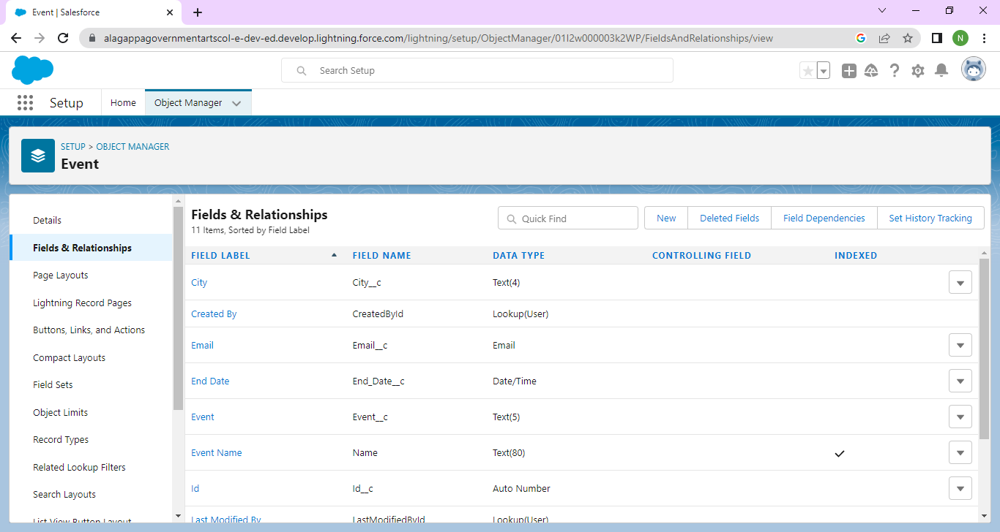 Event | Salesforce
alagappagovernmentartscol-e-dev-ed.develop.lightning.force.com/lightning/setup/ObjectManager/01I2w000003k2WP/FieldsAndRelationships/view
N
Search Setup
Setup
Home
Object Manager
SETUP > OBJECT MANAGER
Event
Details
Fields & Relationships
Page Layouts
Lightning Record Pages
Buttons, Links, and Actions
Compact Layouts
Field Sets
Object Limits
Record Types
Related Lookup Filters
Search Layouts
List View Button Layout
Fields & Relationships
11 Items, Sorted by Field Label
Quick Find
New
Deleted Fields
Field Dependencies
Set History Tracking
FIELD LABEL FIELD NAME DATA TYPE CONTROLLING FIELD INDEXED
City City__c Text(4)
Created By CreatedById Lookup(User)
Email Email__c Email
End Date End_Date__c Date/Time
Event Event__c Text(5)
Event Name Name Text(80)
Id Id__c Auto Number
Last Modified By LastModifiedById Lookup(User)